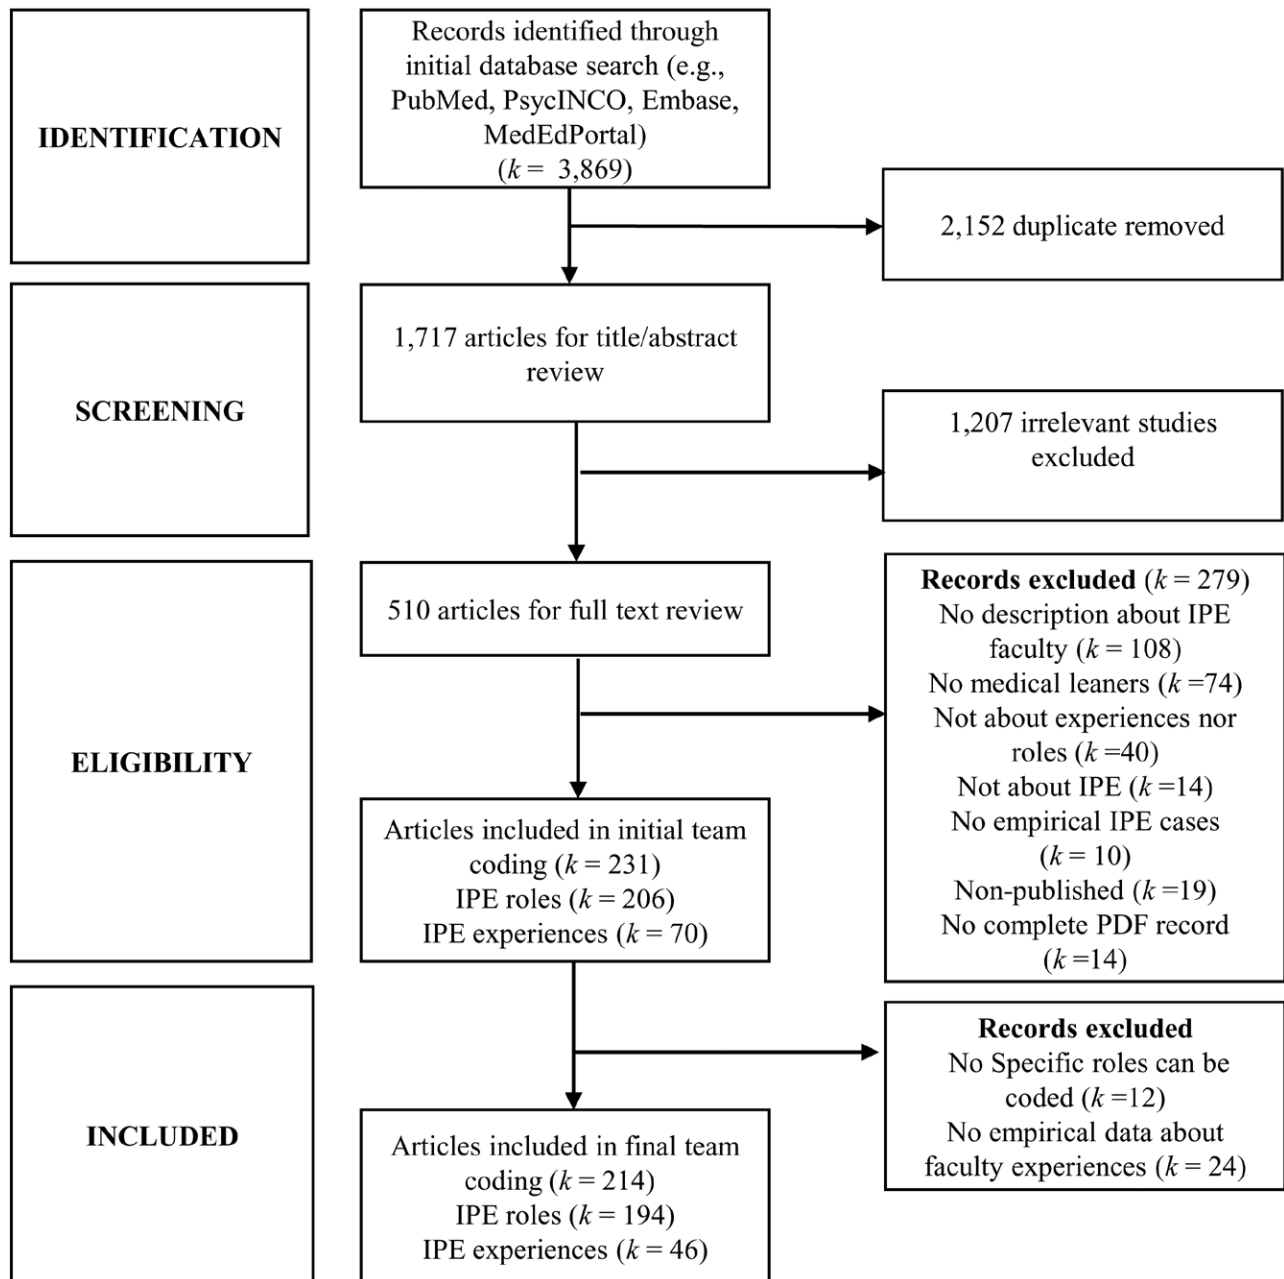 IDENTIFICATION
Records identified through
initial database search (e.g.,
PubMed, PsycINCO, Embase,
MedEdPortal)
(k = 3,869)
2,152 duplicate removed
SCREENING
1,717 articles for title/abstract
review
1,207 irrelevant studies
excluded
ELIGIBILITY
510 articles for full text review
Records excluded (k = 279)
No description about IPE
faculty (k = 108)
No medical leaners (k =74)
Not about experiences nor
roles (k =40)
Not about IPE (k =14)
No empirical IPE cases
(k = 10)
Non-published (k =19)
No complete PDF record
(k =14)
Articles included in initial team
coding (k = 231)
IPE roles (k = 206)
IPE experiences (k = 70)
INCLUDED
Records excluded
No Specific roles can be
coded (k =12)
No empirical data about
faculty experiences (k = 24)
Articles included in final team
coding (k = 214)
IPE roles (k = 194)
IPE experiences (k = 46)